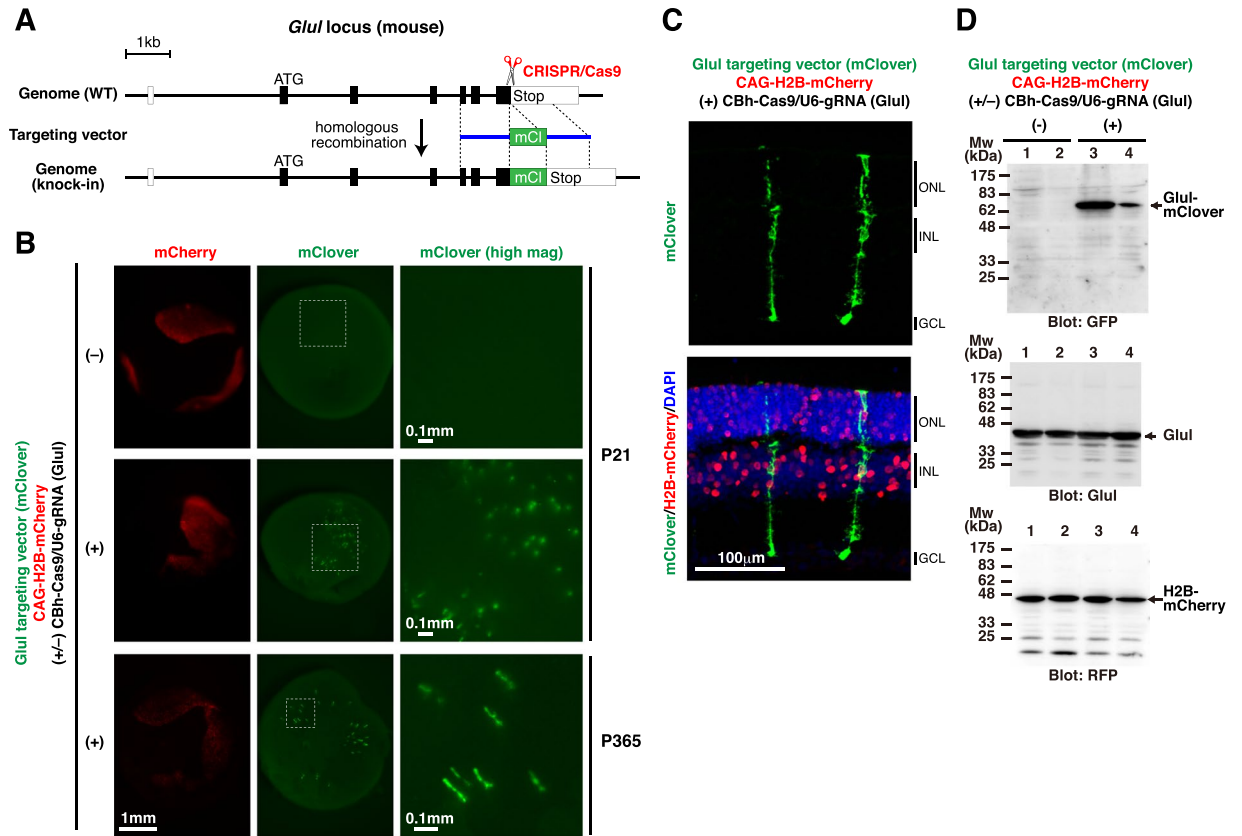 A
Glul locus (mouse)
1kb
CRISPR/Cas9
ATG
Genome (WT)
Stop
Targeting vector
homologous
recombination
mCl
ATG
Genome
(knock-in)
mCl
Stop
B
mCherry
mClover
mClover (high mag)
Glul targeting vector (mClover)
CAG-H2B-mCherry
(+/−) CBh-Cas9/U6-gRNA (Glul)
(−)
0.1mm
P21
(+)
0.1mm
(+)
1mm
0.1mm
P365
C
Glul targeting vector (mClover)
CAG-H2B-mCherry
(+) CBh-Cas9/U6-gRNA (Glul)
mClover
ONL
INL
GCL
mClover/H2B-mCherry/DAPI
ONL
INL
GCL
100μm
D
Glul targeting vector (mClover)
CAG-H2B-mCherry
(+/−) CBh-Cas9/U6-gRNA (Glul)
(-)
(+)
Mw
(kDa)
1 2 3 4
175
83
62
48
33
25
Glul-
mClover
Blot: GFP
Mw
(kDa)
1 2 3 4
175
83
62
48
33
25
Glul
Blot: Glul
Mw
(kDa)
1 2 3 4
175
83
62
48
33
25
H2B-
mCherry
Blot: RFP